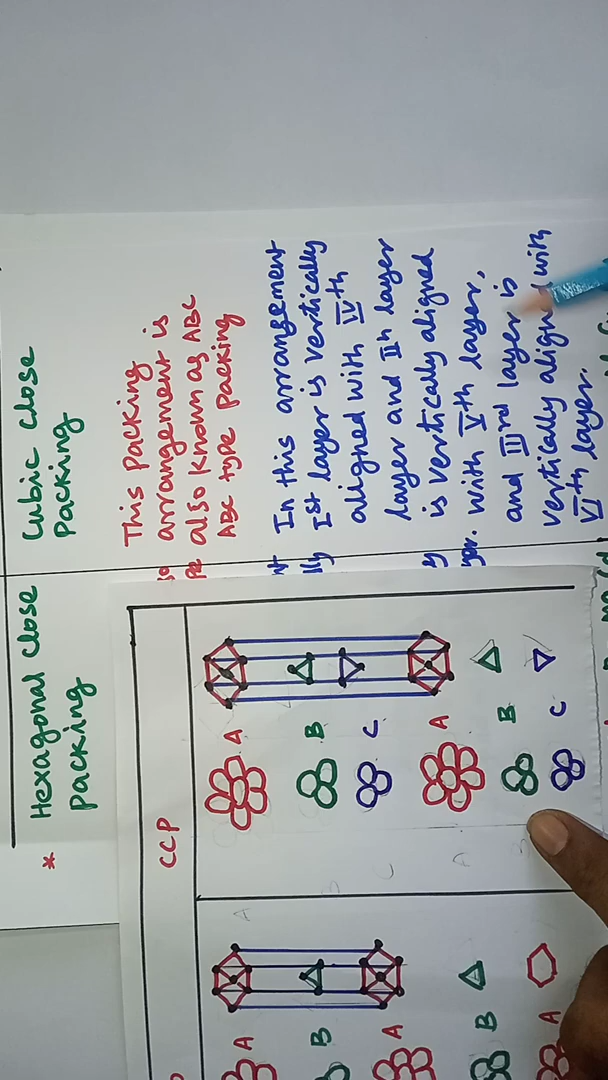 * Hexagonal Close
packing
Cubic Close
Packing
This packing
arrangement is
also known as ABC
ABC type packing
In this arrangement
Ist layer is vertically
aligned with IVth
layer and IInd layer
is vertically aligned
with Vth layer,
and IIIrd layer is
vertically aligned with
VIth layer.
CCP
A
B
C
A
B
C
A
B
A
B
A